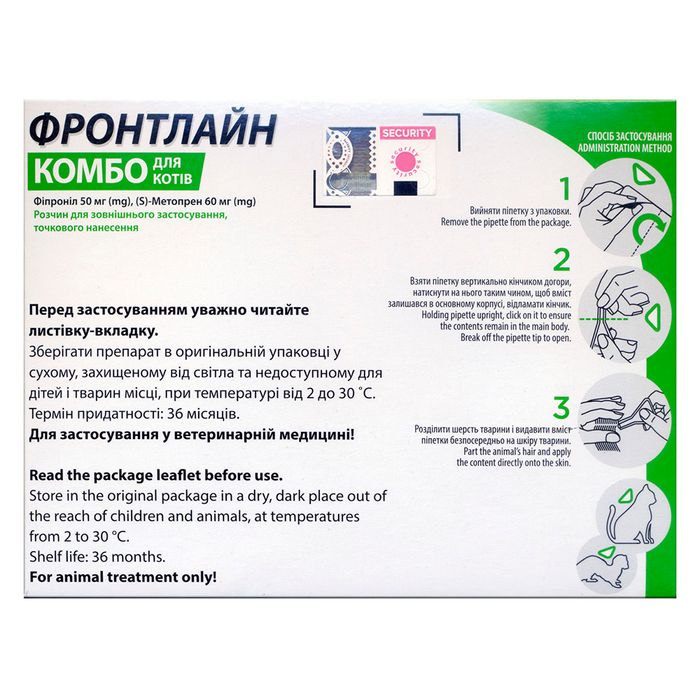 ФРОНТЛАЙН
КОМБО ДЛЯ КОТІВ
Фіпроніл 50 мг (mg), (S)-Метопрен 60 мг (mg)
Розчин для зовнішнього застосування,
точкового нанесення
SECURITY
security
Перед застосуванням уважно читайте
листівку-вкладку.
Зберігати препарат в оригінальній упаковці у
сухому, захищеному від світла та недоступному для
дітей і тварин місці, при температурі від 2 до 30 ˚С.
Термін придатності: 36 місяців.
Для застосування у ветеринарній медицині!
Read the package leaflet before use.
Store in the original package in a dry, dark place out of
the reach of children and animals, at temperatures
from 2 to 30 °C.
Shelf life: 36 months.
For animal treatment only!
СПОСІБ ЗАСТОСУВАННЯ
ADMINISTRATION METHOD
1
Вийняти піпетку з упаковки.
Remove the pipette from the package.
2
Взяти піпетку вертикально кінчиком догори,
натиснути на нього таким чином, щоб вміст
залишався в основному корпусі, відламати кінчик.
Holding pipette upright, click on it to ensure
the contents remain in the main body.
Break off the pipette tip to open.
3
Розділити шерсть тварини і видавити вміст
піпетки безпосередньо на шкіру тварини.
Part the animal's hair and apply
the content directly onto the skin.